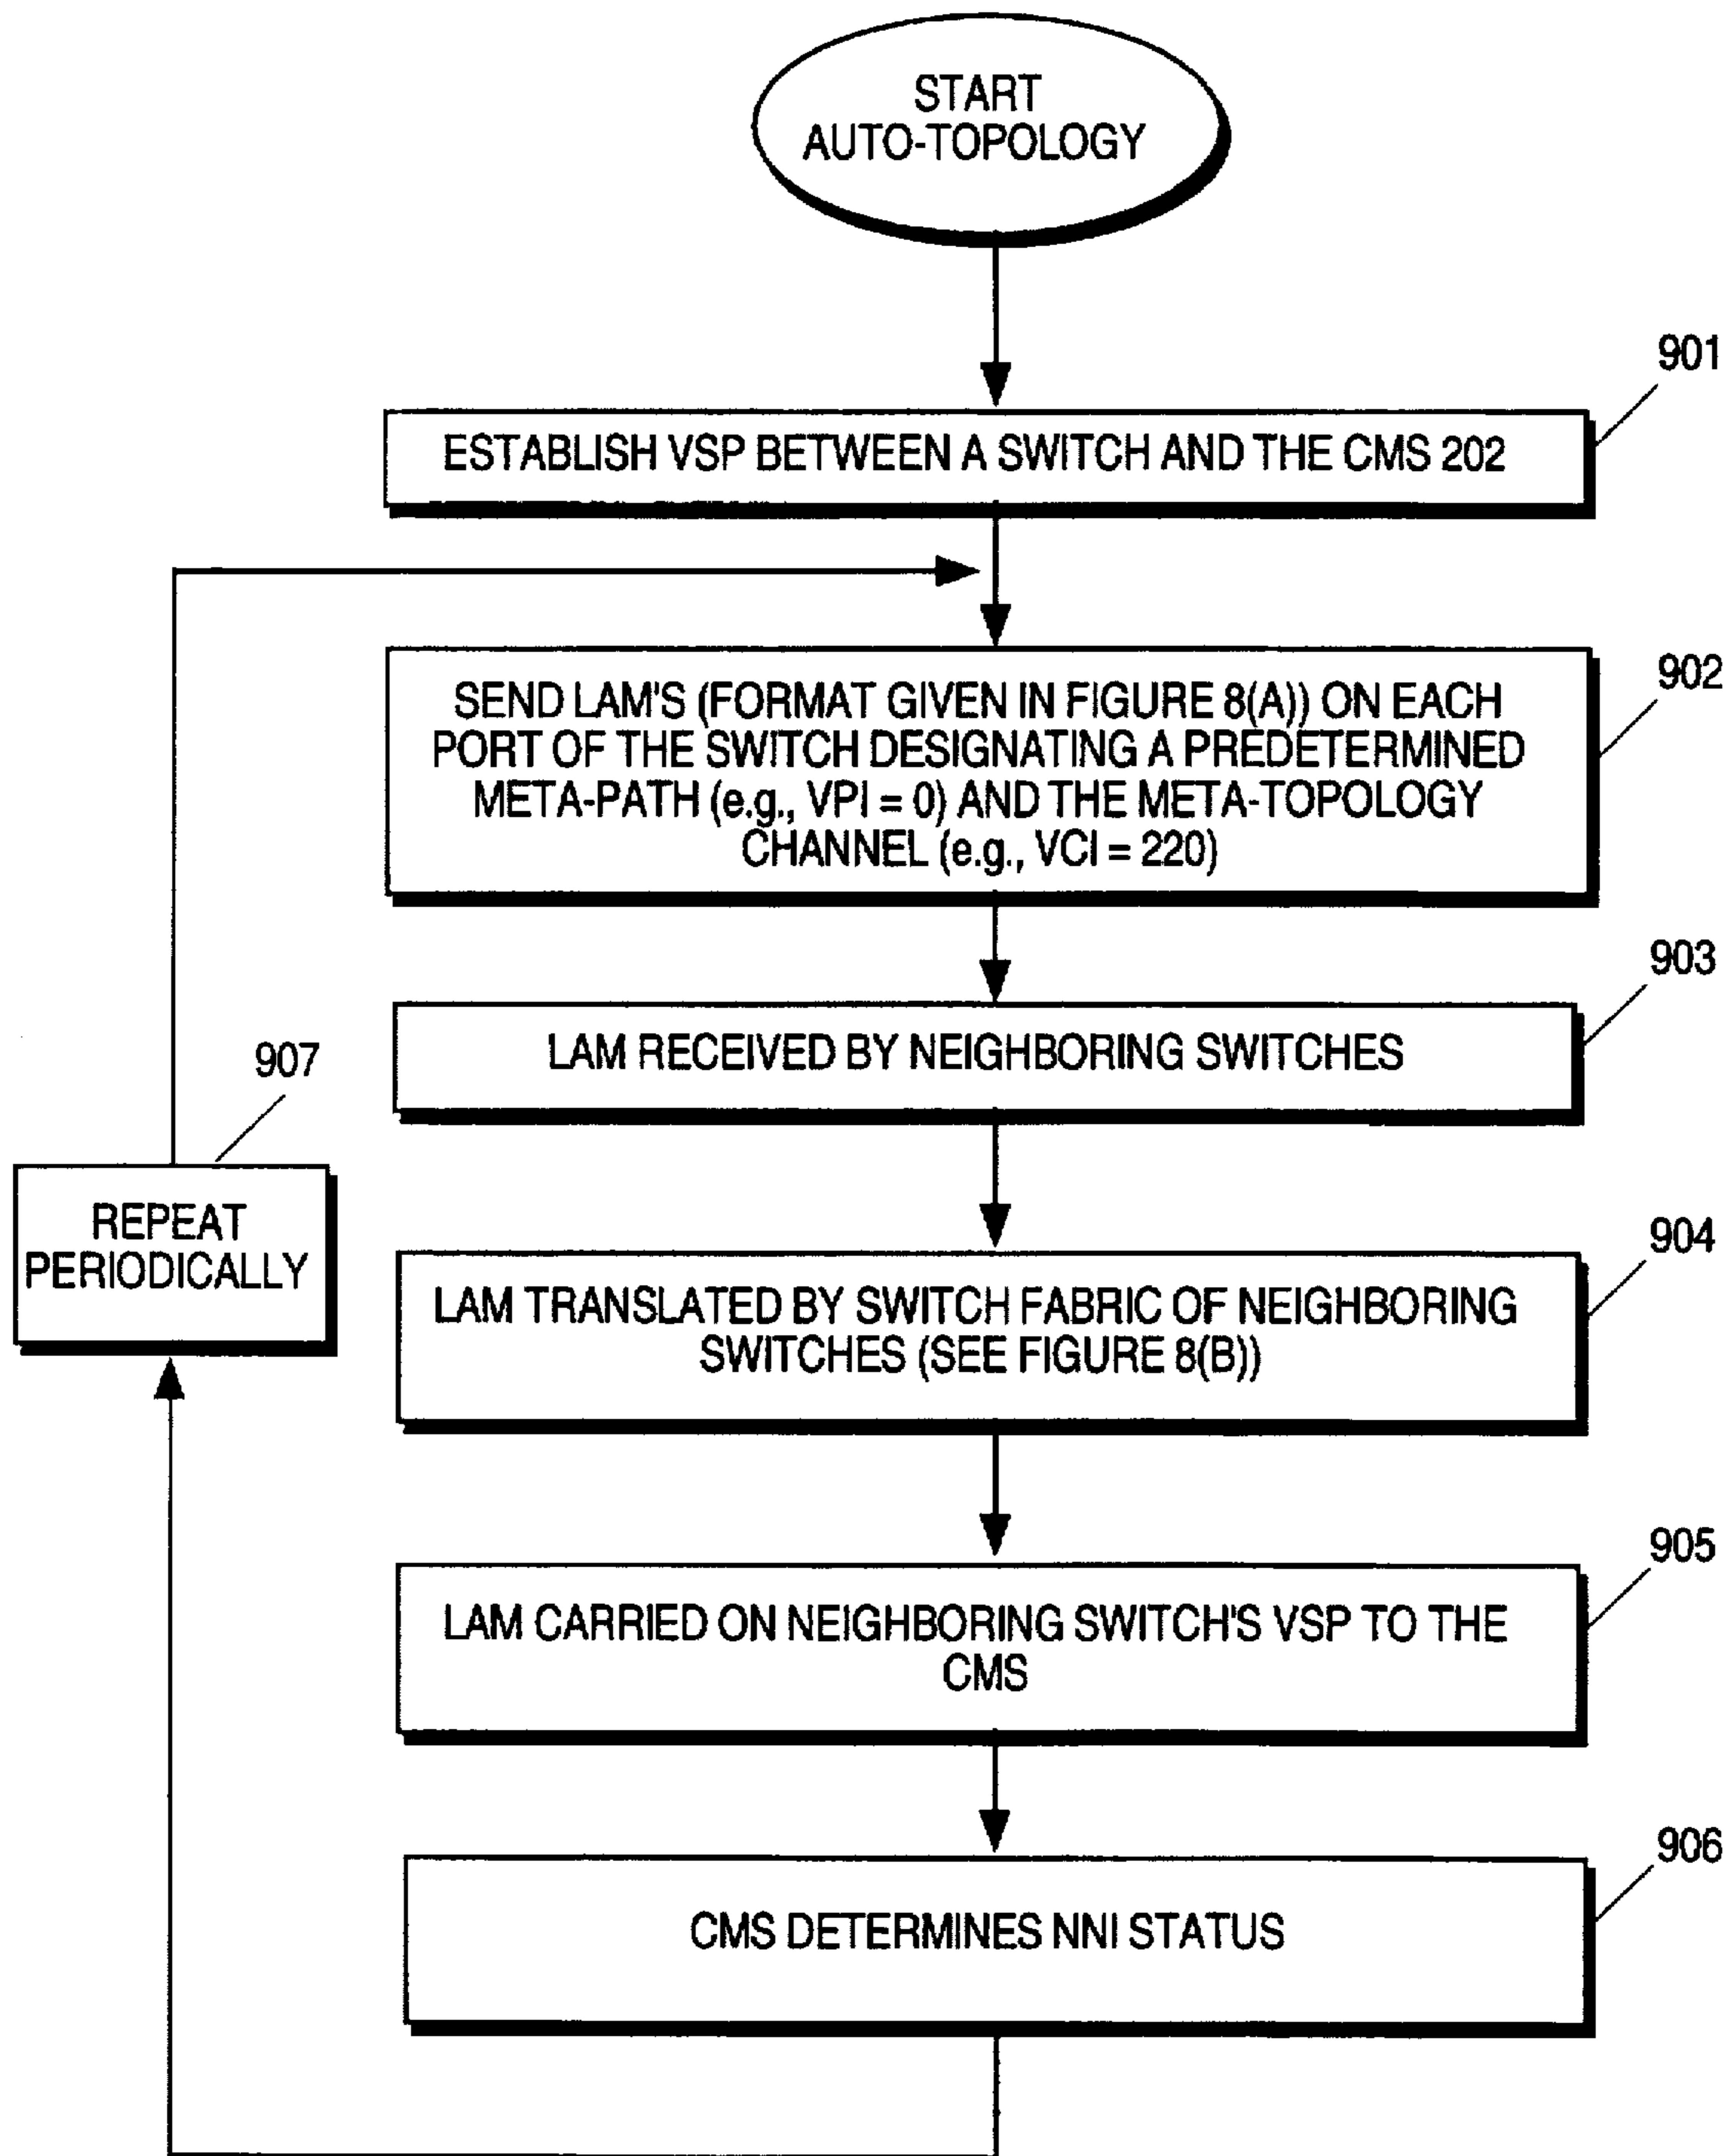 START
AUTO-TOPOLOGY
901
ESTABLISH VSP BETWEEN A SWITCH AND THE CMS 202
902
SEND LAM'S (FORMAT GIVEN IN FIGURE 8(A)) ON EACH
PORT OF THE SWITCH DESIGNATING A PREDETERMINED
META-PATH (e.g., VPI = 0) AND THE META-TOPOLOGY
CHANNEL (e.g., VCI = 220)
903
LAM RECEIVED BY NEIGHBORING SWITCHES
907
REPEAT
PERIODICALLY
904
LAM TRANSLATED BY SWITCH FABRIC OF NEIGHBORING
SWITCHES (SEE FIGURE 8(B))
905
LAM CARRIED ON NEIGHBORING SWITCH'S VSP TO THE
CMS
906
CMS DETERMINES NNI STATUS